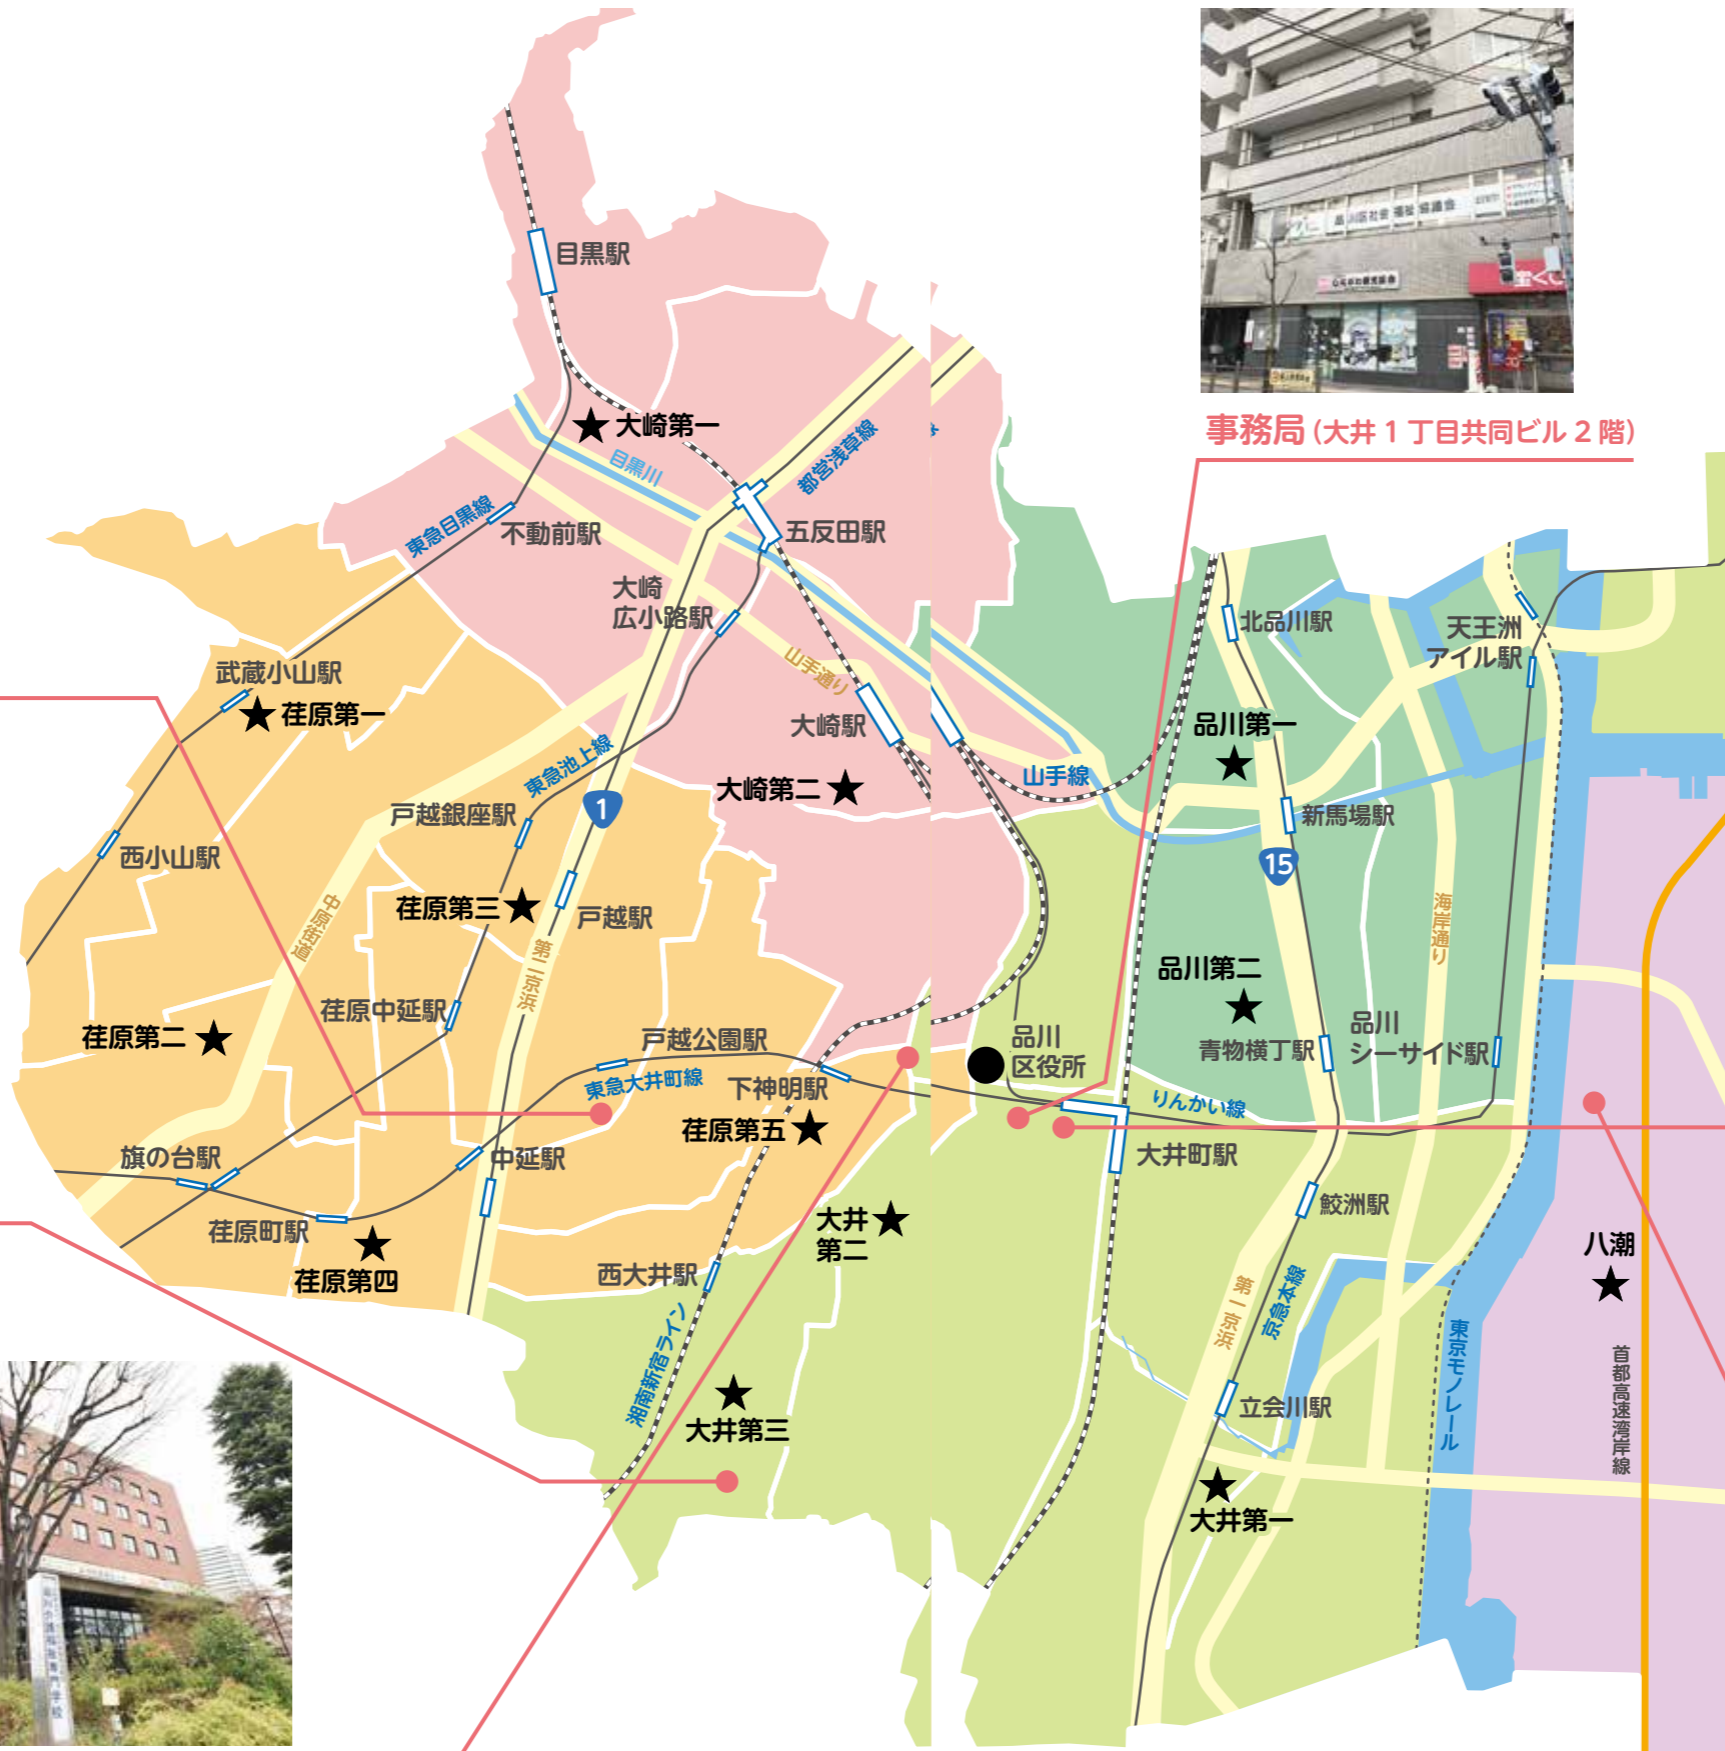 目黒駅
品川区社会福祉協議会
事務局(大井1丁目共同ビル2階)
大崎第一
目黒川
都営浅草線
東急目黒線
不動前駅
五反田駅
大崎
広小路駅
北品川駅
天王洲
アイル駅
武蔵小山駅
荏原第一
山手通り
大崎駅
品川第一
東急池上線
大崎第二
山手線
戸越銀座駅
1
新馬場駅
西小山駅
15
中原街道
荏原第三
戸越駅
海岸通り
第二京浜
品川第二
荏原中延駅
荏原第二
戸越公園駅
品川
区役所
青物横丁駅
品川
シーサイド駅
東急大井町線
下神明駅
りんかい線
荏原第五
旗の台駅
中延駅
大井町駅
荏原町駅
大井
第二
鮫洲駅
荏原第四
西大井駅
八潮
第一京浜
京急本線
湘南新宿ライン
東京モノレール
首都高速湾岸線
大井第三
立会川駅
大井第一